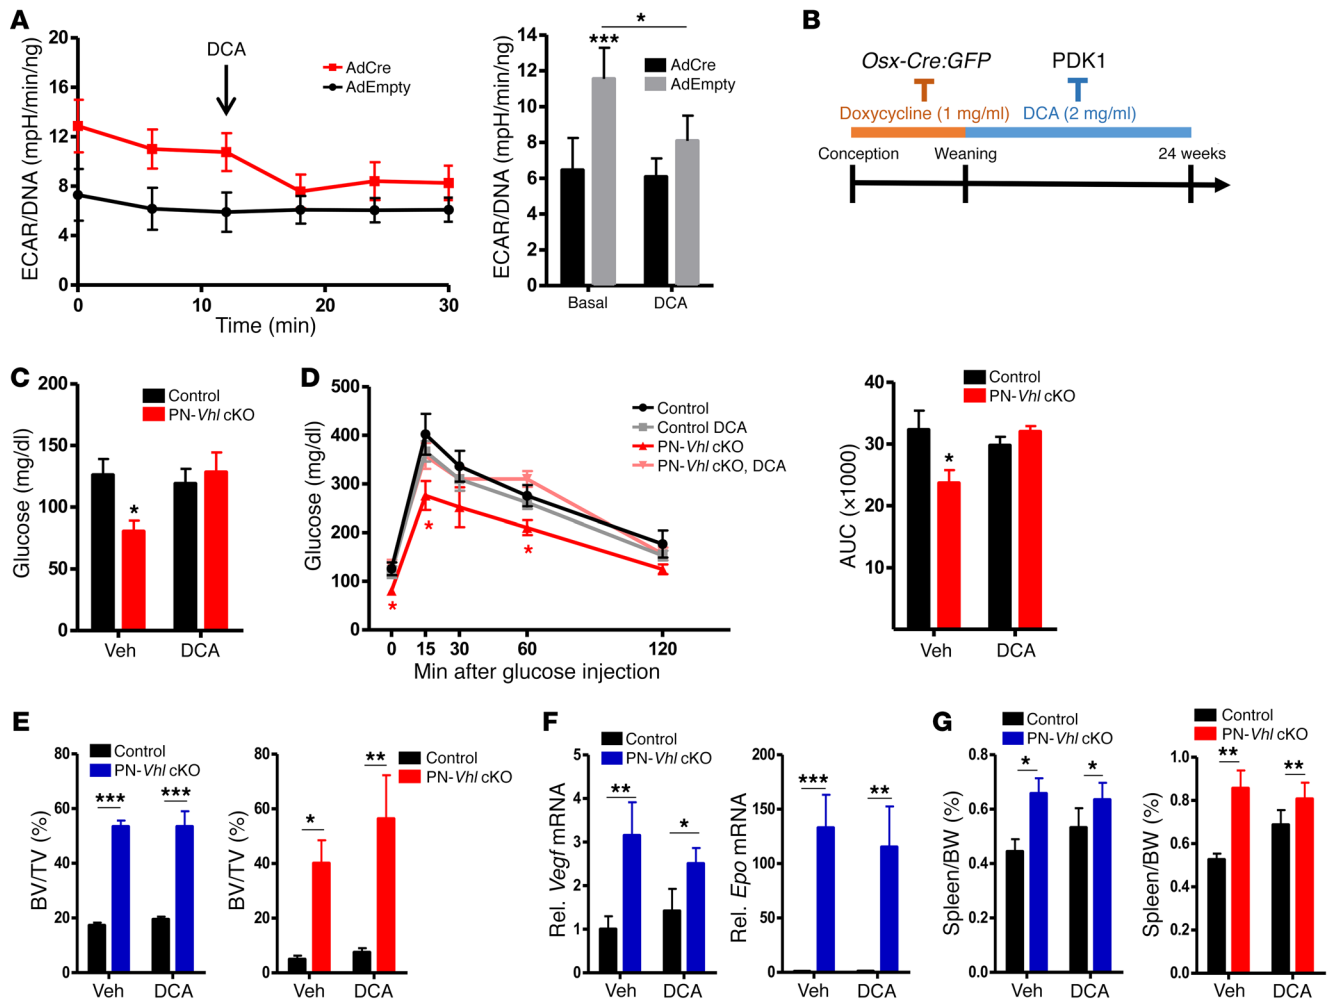 A
ECAR/DNA (mpH/min/ng)
20
16
12
8
4
0
DCA
AdCre
AdEmpty
0
10
20
30
Time (min)
ECAR/DNA (mpH/min/ng)
14
12
10
8
6
4
2
0
*
***
AdCre
AdEmpty
Basal
DCA
B
Osx-Cre:GFP
PDK1
Doxycycline (1 mg/ml)
DCA (2 mg/ml)
Conception
Weaning
24 weeks
C
Glucose (mg/dl)
200
150
100
50
0
Control
PN-Vhl cKO
*
Veh
DCA
D
Glucose (mg/dl)
500
400
300
200
100
0
Control
Control DCA
PN-Vhl cKO
PN-Vhl cKO, DCA
*
*
*
0
15
30
60
120
Min after glucose injection
AUC (×1000)
40
30
20
10
Control
PN-Vhl cKO
*
Veh
DCA
E
BV/TV (%)
80
60
40
20
0
Control
PN-Vhl cKO
***
***
Veh
DCA
BV/TV (%)
80
60
40
20
0
Control
PN-Vhl cKO
*
**
Veh
DCA
F
Rel. Vegf mRNA
5
4
3
2
1
0
Control
PN-Vhl cKO
**
*
Veh
DCA
Rel. Epo mRNA
200
150
100
50
0
***
**
Veh
DCA
G
Spleen/BW (%)
0.8
0.6
0.4
0.2
0.0
Control
PN-Vhl cKO
*
*
Veh
DCA
Spleen/BW (%)
1.0
0.8
0.6
0.4
0.2
0.0
Control
PN-Vhl cKO
**
**
Veh
DCA